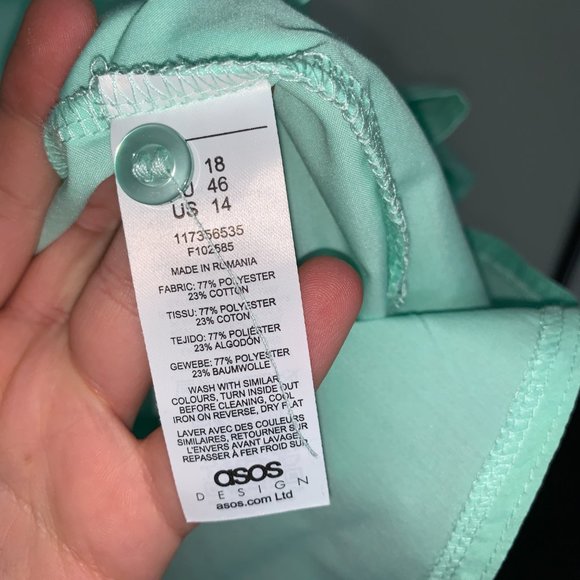 18
46
US 14
117356535
F102585
MADE IN ROMANIA
FABRIC: 77% POLYESTER
23% COTTON
TISSU: 77% POLYESTER
23% COTON
TEJIDO: 77% POLIÉSTER
23% ALGODÓN
GEWEBE: 77% POLYESTER
23% BAUMWOLLE
WASH WITH SIMILAR
COLOURS, TURN INSIDE OUT
BEFORE CLEANING, COOL
IRON ON REVERSE, DRY FLAT
LAVER AVEC DES COULEURS
SIMILAIRES, RETOURNER SUR
L'ENVERS AVANT LAVAGE,
REPASSER À FER FROID SUR
asos
DESIGN
asos.com Ltd